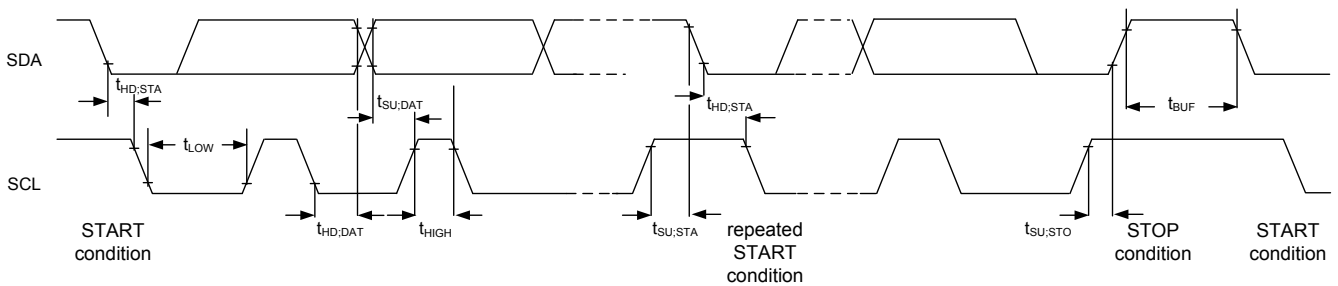 SDA
tHD;STA
tSU;DAT
tHD;STA
tBUF
tLOW
SCL
tHD;DAT
tHIGH
tSU;STA
tSU;STO
START
condition
repeated
START
condition
STOP
condition
START
condition